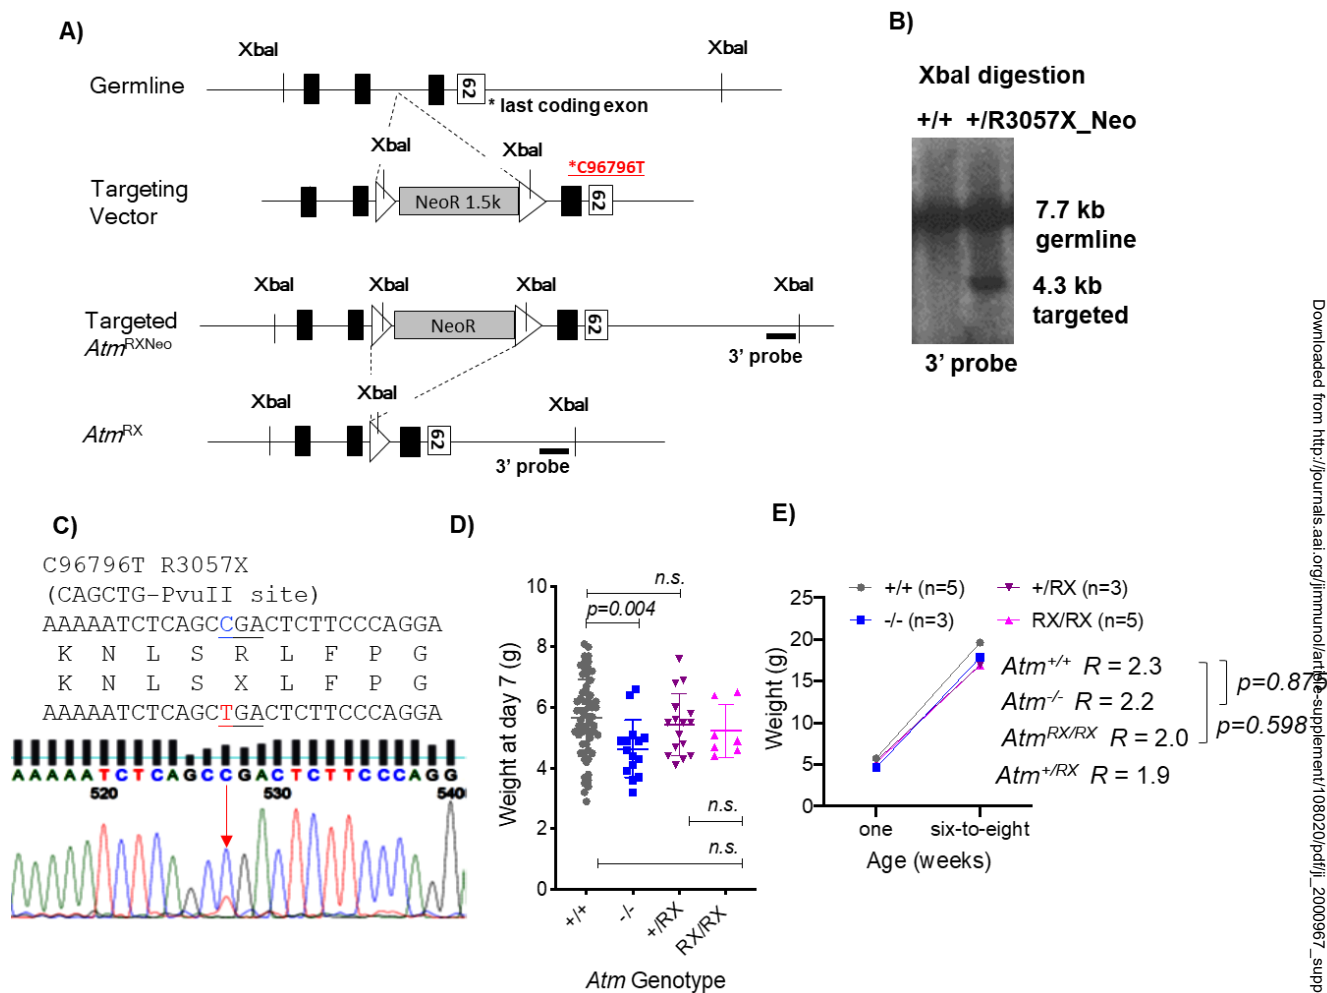 A)
XbaI
XbaI
Germline
62
* last coding exon
XbaI
XbaI
*C96796T
Targeting
Vector
NeoR 1.5k
62
XbaI
XbaI
XbaI
XbaI
Targeted
AtmRXNeo
NeoR
62
3’ probe
XbaI
XbaI
XbaI
AtmRX
62
3’ probe
B)
XbaI digestion
+/+ +/R3057X_Neo
7.7 kb
germline
4.3 kb
targeted
3’ probe
C)
C96796T R3057X
(CAGCTG-PvuII site)
AAAAATCTCAGCCGACTCTTCCCAGGA
K N L S R L F P G
K N L S X L F P G
AAAAATCTCAGCTGACTCTTCCCAGGA
A A A A A T C T C A G C C G A C T C T T C C C A G G
520 530 540
D)
n.s.
p=0.004
n.s.
n.s.
Weight at day 7 (g)
10
8
6
4
2
0
+/+ -/- +/RX RX/RX
Atm Genotype
E)
+/+ (n=5) +/RX (n=3)
-/- (n=3) RX/RX (n=5)
Weight (g)
25
20
15
10
5
0
one six-to-eight
Age (weeks)
Atm+/+ R = 2.3
Atm-/- R = 2.2
AtmRX/RX R = 2.0
Atm+/RX R = 1.9
p=0.875
p=0.598
Downloaded from http://journals.aai.org/jimmunol/article-supplement/108020/pdf/ji_2000967_supp